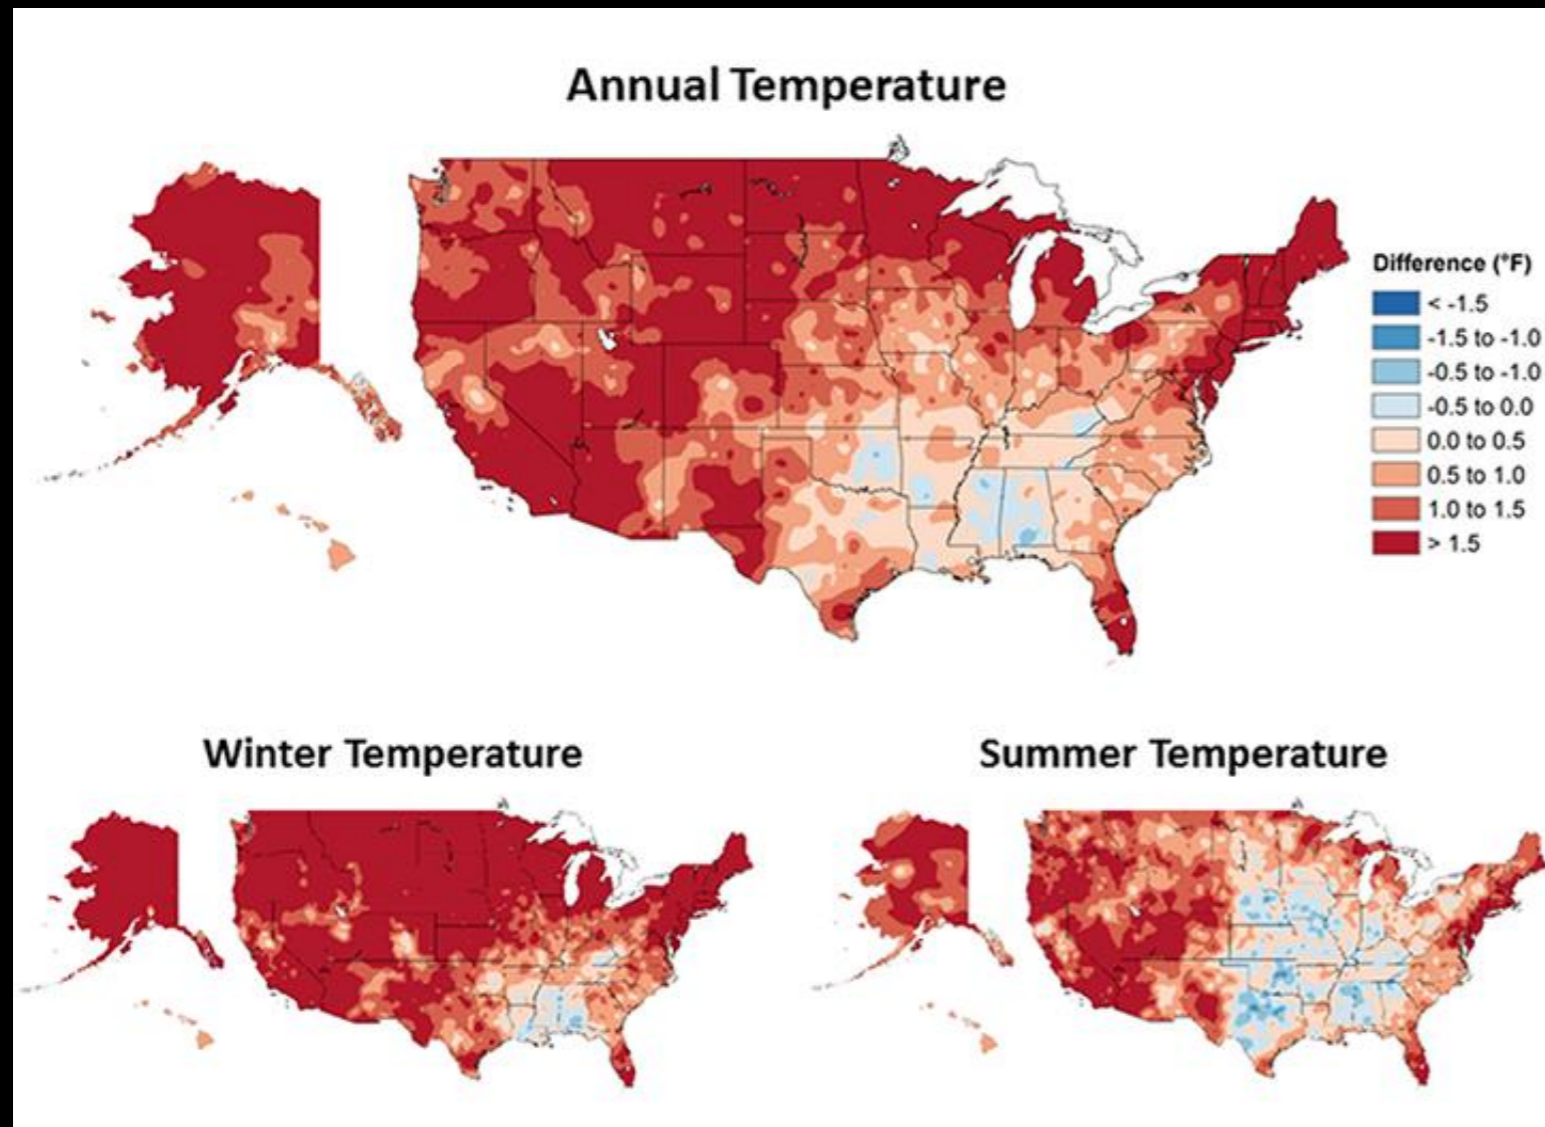 Annual Temperature
Difference (°F)
< -1.5
-1.5 to -1.0
-0.5 to -1.0
-0.5 to 0.0
0.0 to 0.5
0.5 to 1.0
1.0 to 1.5
> 1.5
Winter Temperature
Summer Temperature